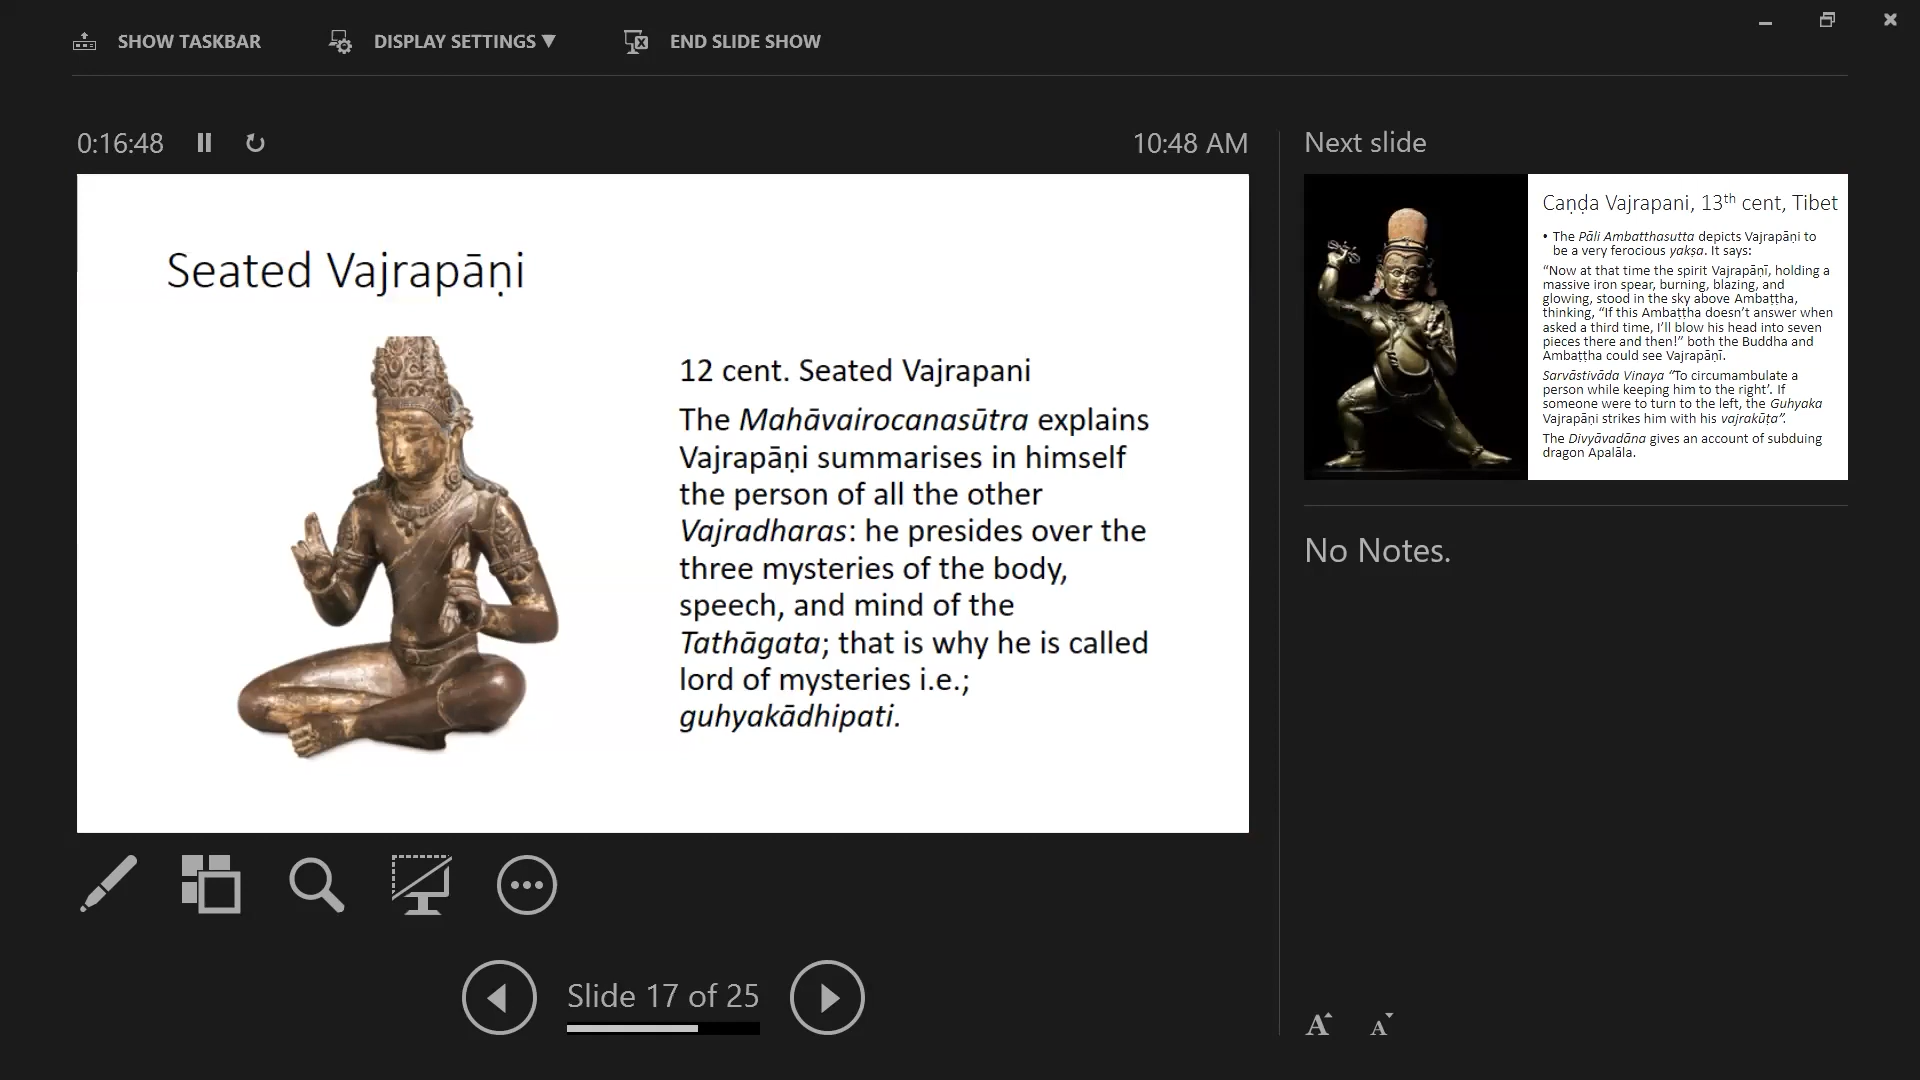 SHOW TASKBAR
DISPLAY SETTINGS ▼
END SLIDE SHOW
0:16:48
10:48 AM
Seated Vajrapāṇi
12 cent. Seated Vajrapani
The Mahāvairocanasūtra explains
Vajrapāṇi summarises in himself
the person of all the other
Vajradharas: he presides over the
three mysteries of the body,
speech, and mind of the
Tathāgata; that is why he is called
lord of mysteries i.e.;
guhyakādhipati.
Slide 17 of 25
Next slide
Caṇḍa Vajrapani, 13th cent, Tibet
• The Pāli Ambatthasutta depicts Vajrapāṇi to
be a very ferocious yakṣa. It says:
“Now at that time the spirit Vajrapāṇī, holding a
massive iron spear, burning, blazing, and
glowing, stood in the sky above Ambaṭṭha,
thinking, “If this Ambaṭṭha doesn’t answer when
asked a third time, I’ll blow his head into seven
pieces there and then!” both the Buddha and
Ambaṭṭha could see Vajrapāṇī.
Sarvāstivāda Vinaya “To circumambulate a
person while keeping him to the right’. If
someone were to turn to the left, the Guhyaka
Vajrapāṇi strikes him with his vajrakūṭa”.
The Divyāvadāna gives an account of subduing
dragon Apalāla.
No Notes.
A A